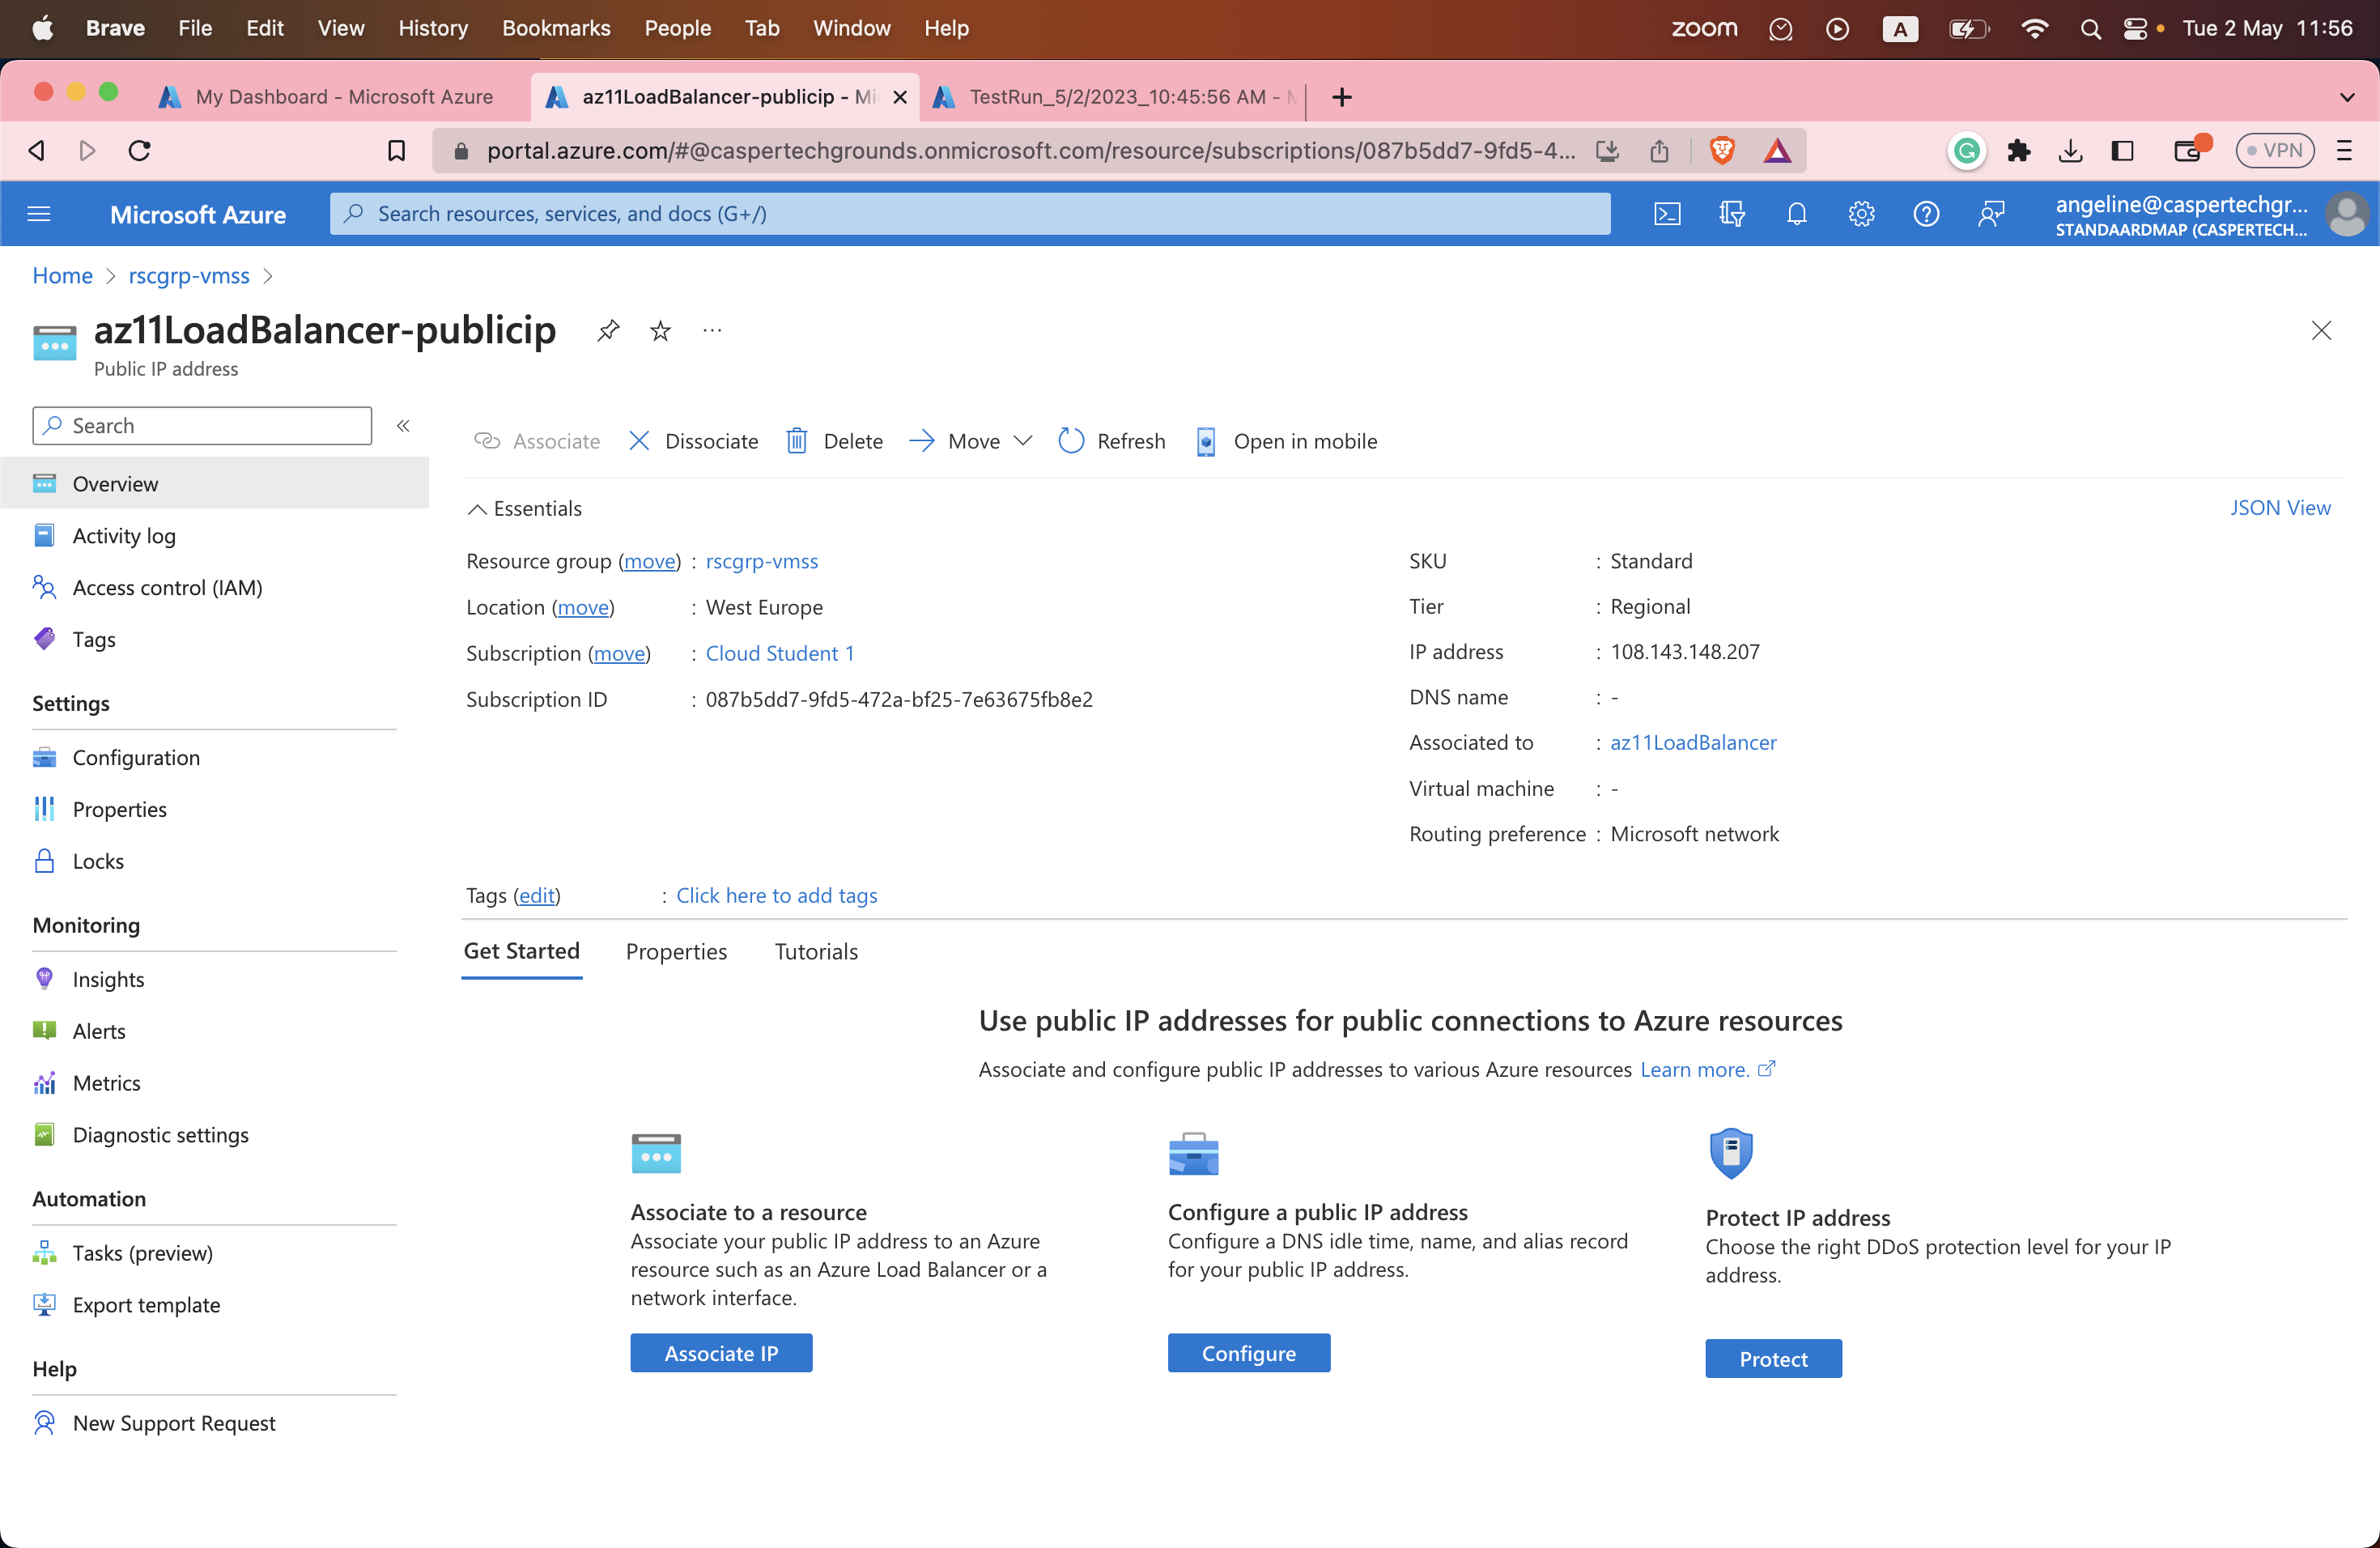 Brave File Edit View History Bookmarks People Tab Window Help zoom A Tue 2 May 11:56
My Dashboard - Microsoft Azure az11LoadBalancer-publicip - Mi TestRun_5/2/2023_10:45:56 AM - M
portal.azure.com/#@caspertechgrounds.onmicrosoft.com/resource/subscriptions/087b5dd7-9fd5-4... VPN
Microsoft Azure Search resources, services, and docs (G+/) angeline@caspertechgr...
STANDAARDMAP (CASPERTECH...
Home > rscgrp-vmss >
az11LoadBalancer-publicip ...
Public IP address
Search «
Associate Dissociate Delete Move Refresh Open in mobile
Overview
Activity log
Access control (IAM)
Tags
Settings
Configuration
Properties
Locks
Monitoring
Insights
Alerts
Metrics
Diagnostic settings
Automation
Tasks (preview)
Export template
Help
New Support Request
Essentials JSON View
Resource group (move) : rscgrp-vmss
Location (move) : West Europe
Subscription (move) : Cloud Student 1
Subscription ID : 087b5dd7-9fd5-472a-bf25-7e63675fb8e2
SKU : Standard
Tier : Regional
IP address : 108.143.148.207
DNS name : -
Associated to : az11LoadBalancer
Virtual machine : -
Routing preference : Microsoft network
Tags (edit) : Click here to add tags
Get Started Properties Tutorials
Use public IP addresses for public connections to Azure resources
Associate and configure public IP addresses to various Azure resources Learn more.
Associate to a resource
Associate your public IP address to an Azure
resource such as an Azure Load Balancer or a
network interface.
Associate IP
Configure a public IP address
Configure a DNS idle time, name, and alias record
for your public IP address.
Configure
Protect IP address
Choose the right DDoS protection level for your IP
address.
Protect